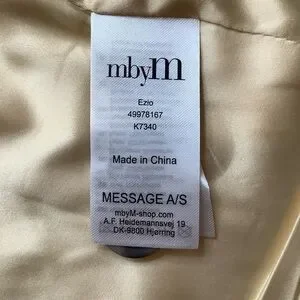 mbyM
Ezio
49978167
K7340
Made in China
MESSAGE A/S
mbyM-shop.com
A.F. Heidemannsvej 19
DK-9800 Hjørring